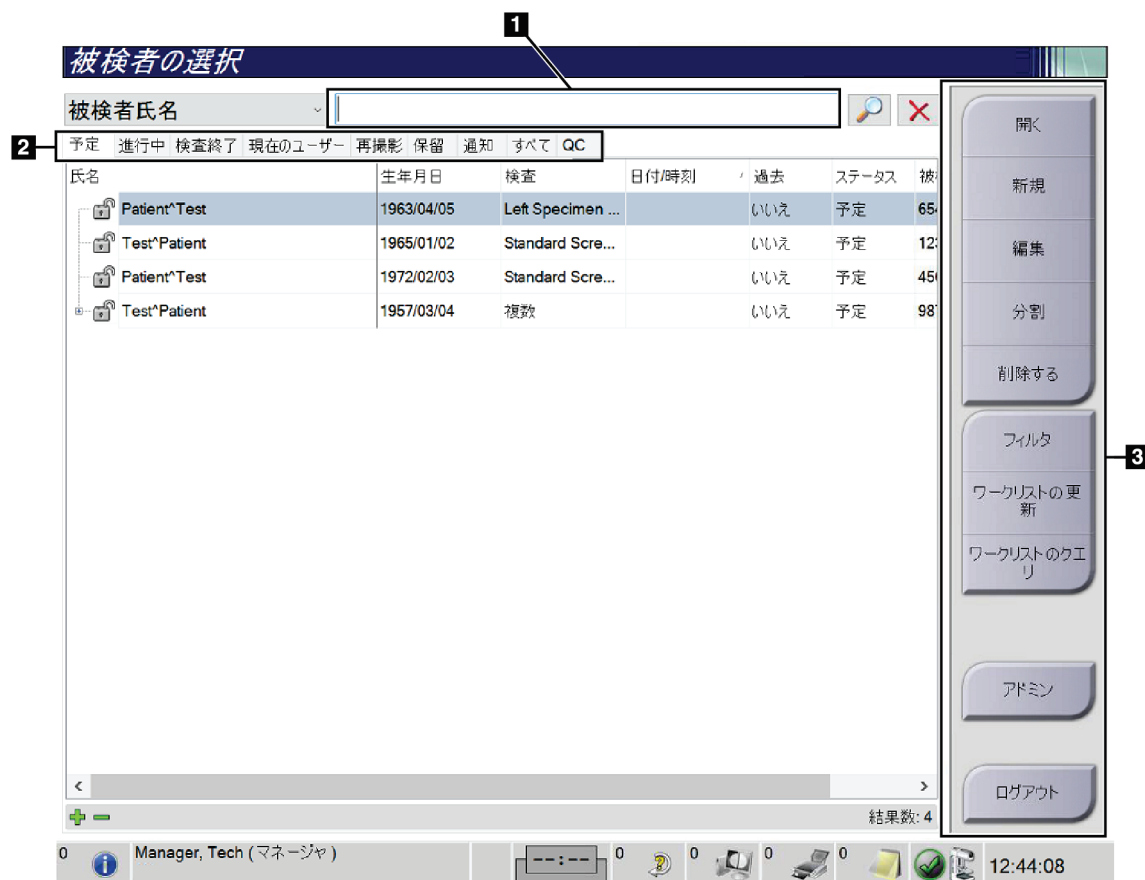 1
被検者の選択
被検者氏名
2
予定 進行中 検査終了 現在のユーザー 再撮影 保留 通知 すべて QC
氏名 生年月日 検査 日付/時刻 過去 ステータス 被
Patient^Test 1963/04/05 Left Specimen ... いいえ 予定 65
Test^Patient 1965/01/02 Standard Scre... いいえ 予定 12
Patient^Test 1972/02/03 Standard Scre... いいえ 予定 45
Test^Patient 1957/03/04 複数 いいえ 予定 98
開く
新規
編集
分割
削除する
フィルタ
3
ワークリストの更
新
ワークリストのクエ
リ
アドミン
ログアウト
結果数: 4
0 Manager, Tech (マネージャ) --:-- 0 0 0 0 12:44:08